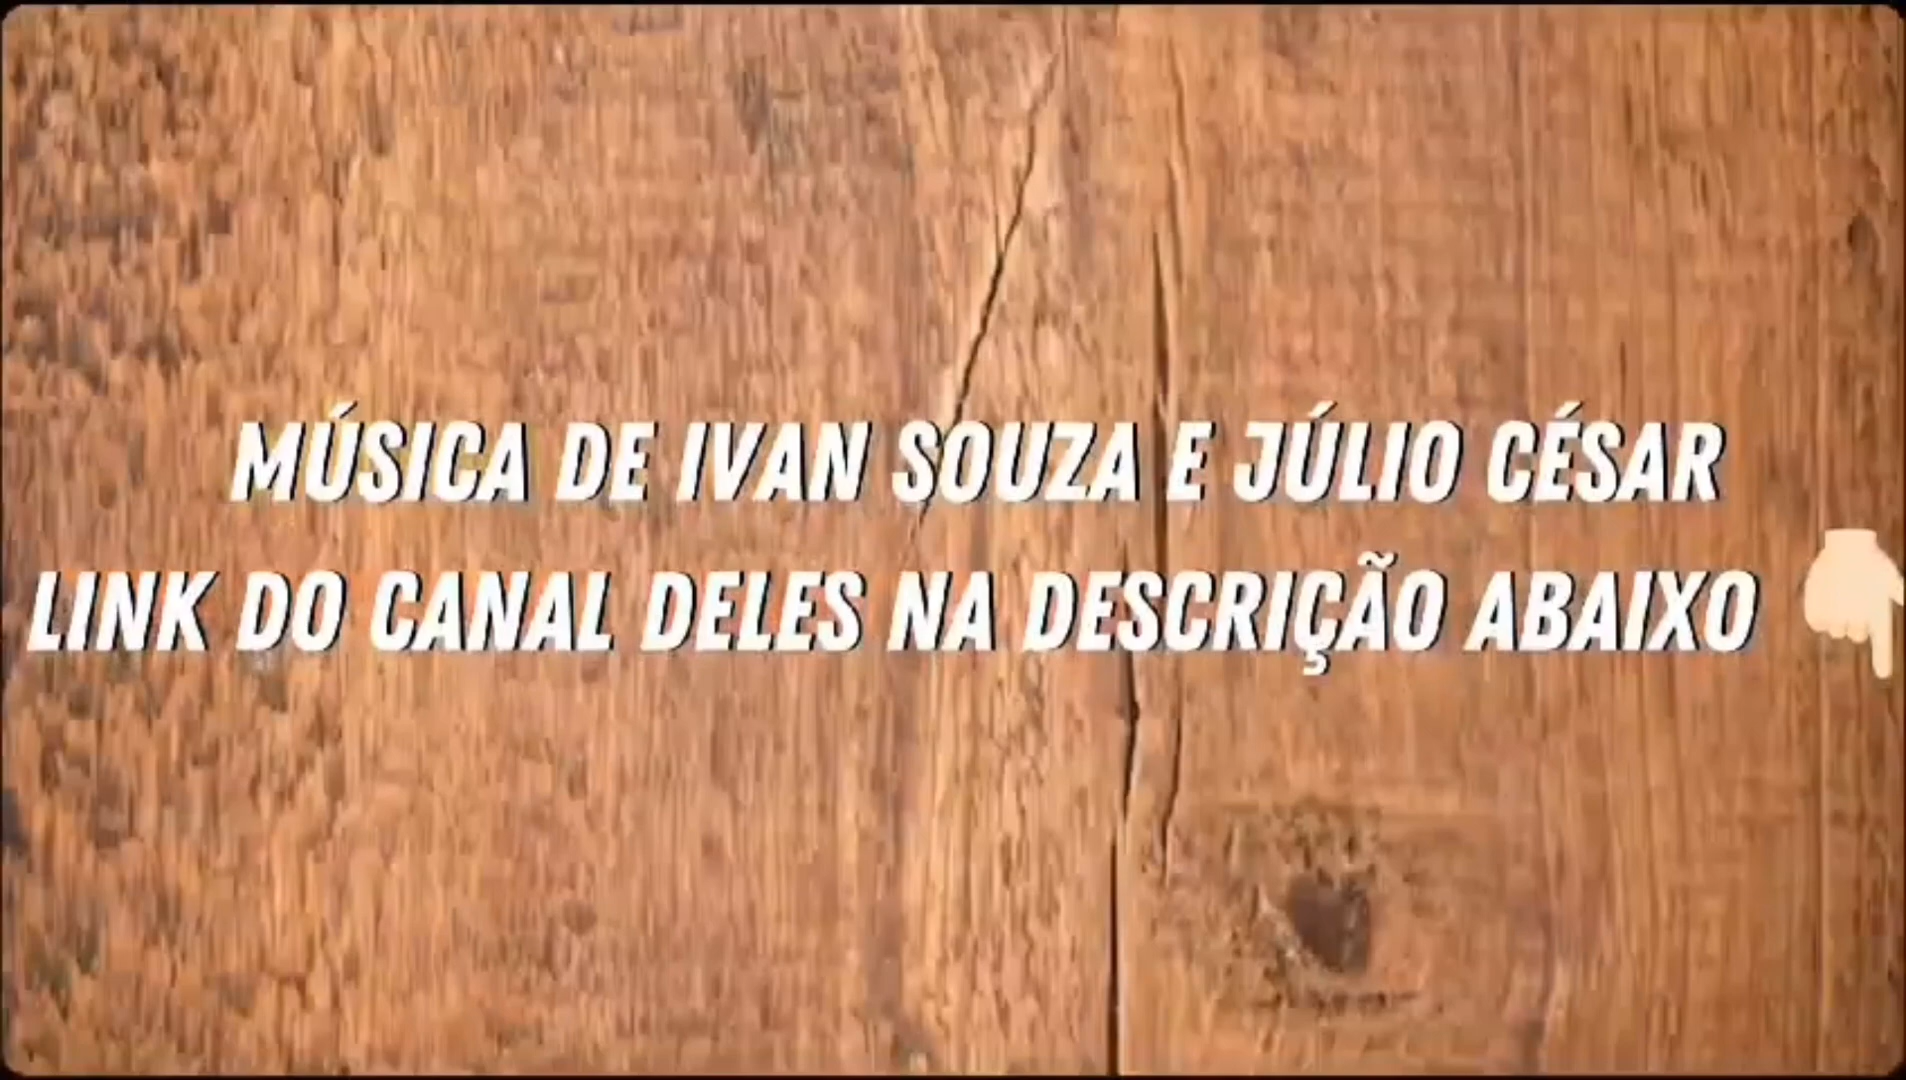 MÚSICA DE IVAN SOUZA E JÚLIO CÉSAR
LINK DO CANAL DELES NA DESCRIÇÃO ABAIXO